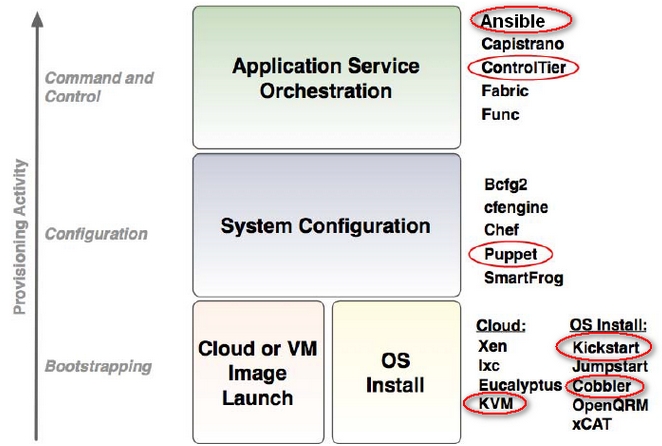 Provisioning Activity
Command and
Control
Application Service
Orchestration
Ansible
Capistrano
ControlTier
Fabric
Func
Configuration
System Configuration
Bcfg2
cfengine
Chef
Puppet
SmartFrog
Bootstrapping
Cloud or VM
Image
Launch
OS
Install
Cloud:
Xen
lxc
Eucalyptus
KVM
OS Install:
Kickstart
Jumpstart
Cobbler
OpenQRM
xCAT